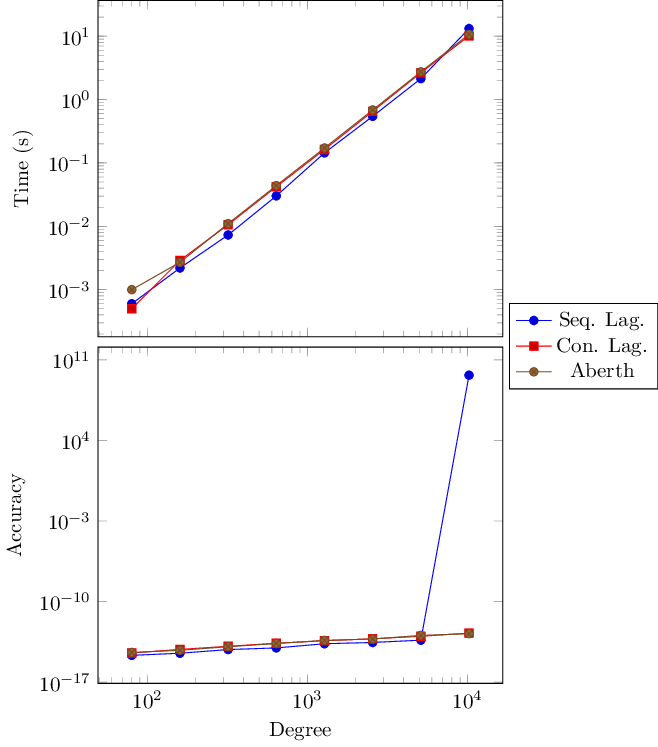 10^1
10^0
10^−1
10^−2
10^−3
Time (s)
Seq. Lag.
Con. Lag.
Aberth
10^11
10^4
10^−3
10^−10
10^−17
Accuracy
10^2 10^3 10^4
Degree